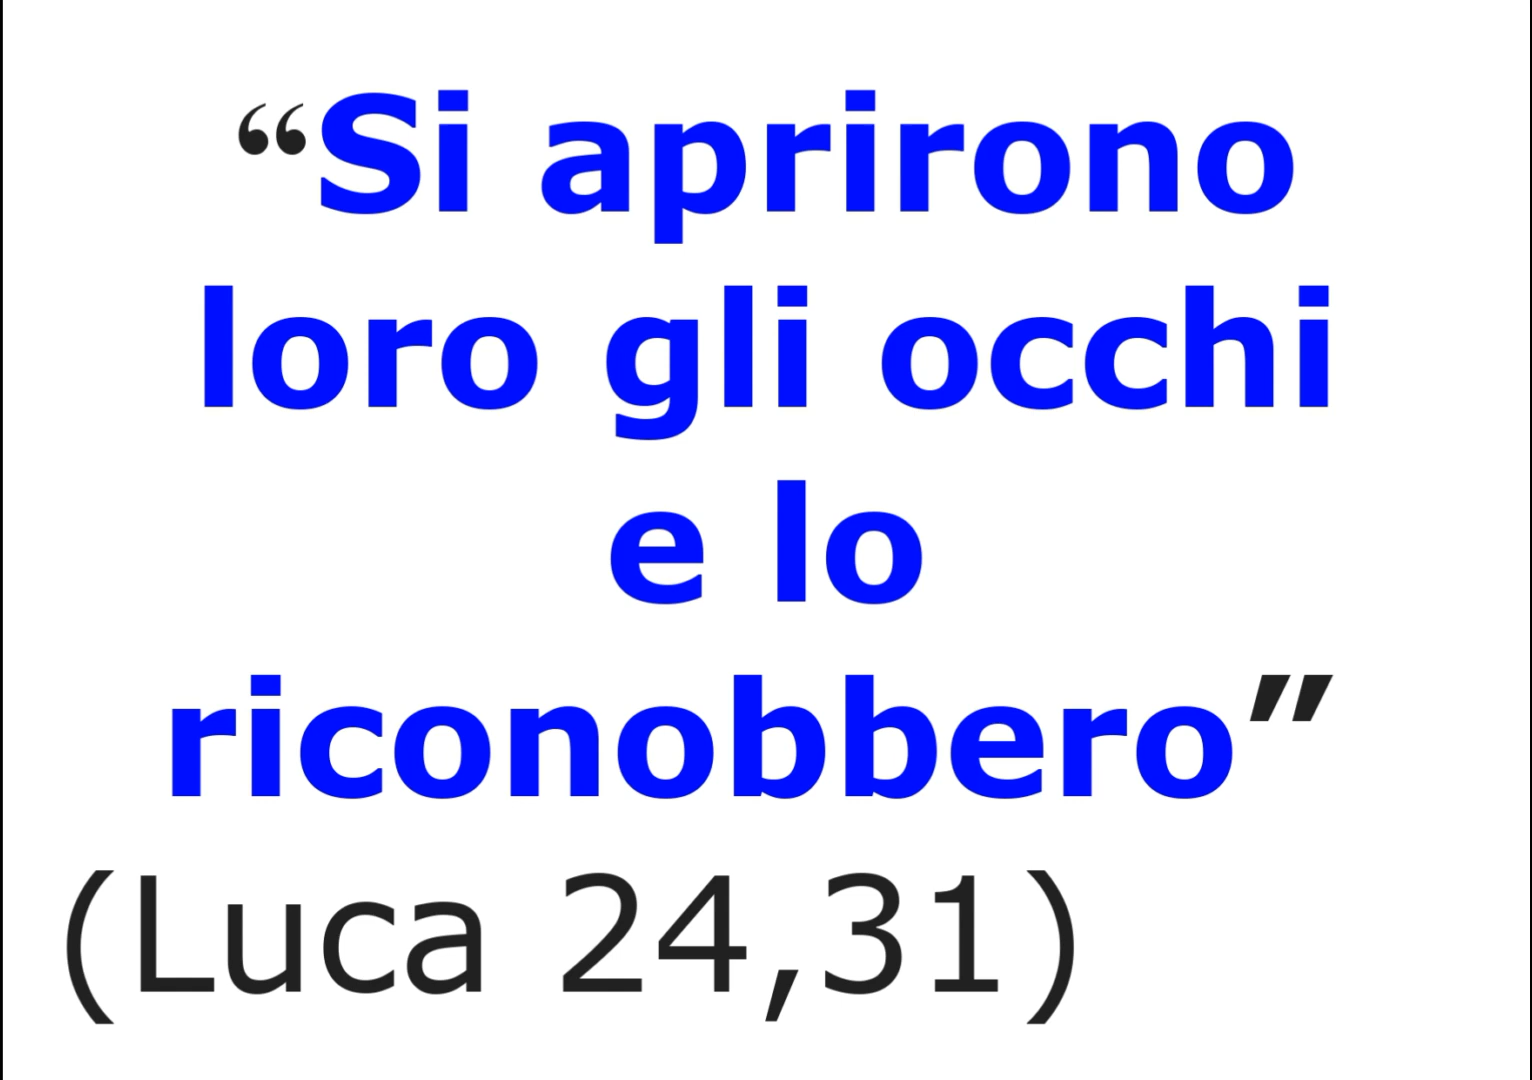 “Si aprirono
loro gli occhi
e lo
riconobbero”
(Luca 24,31)